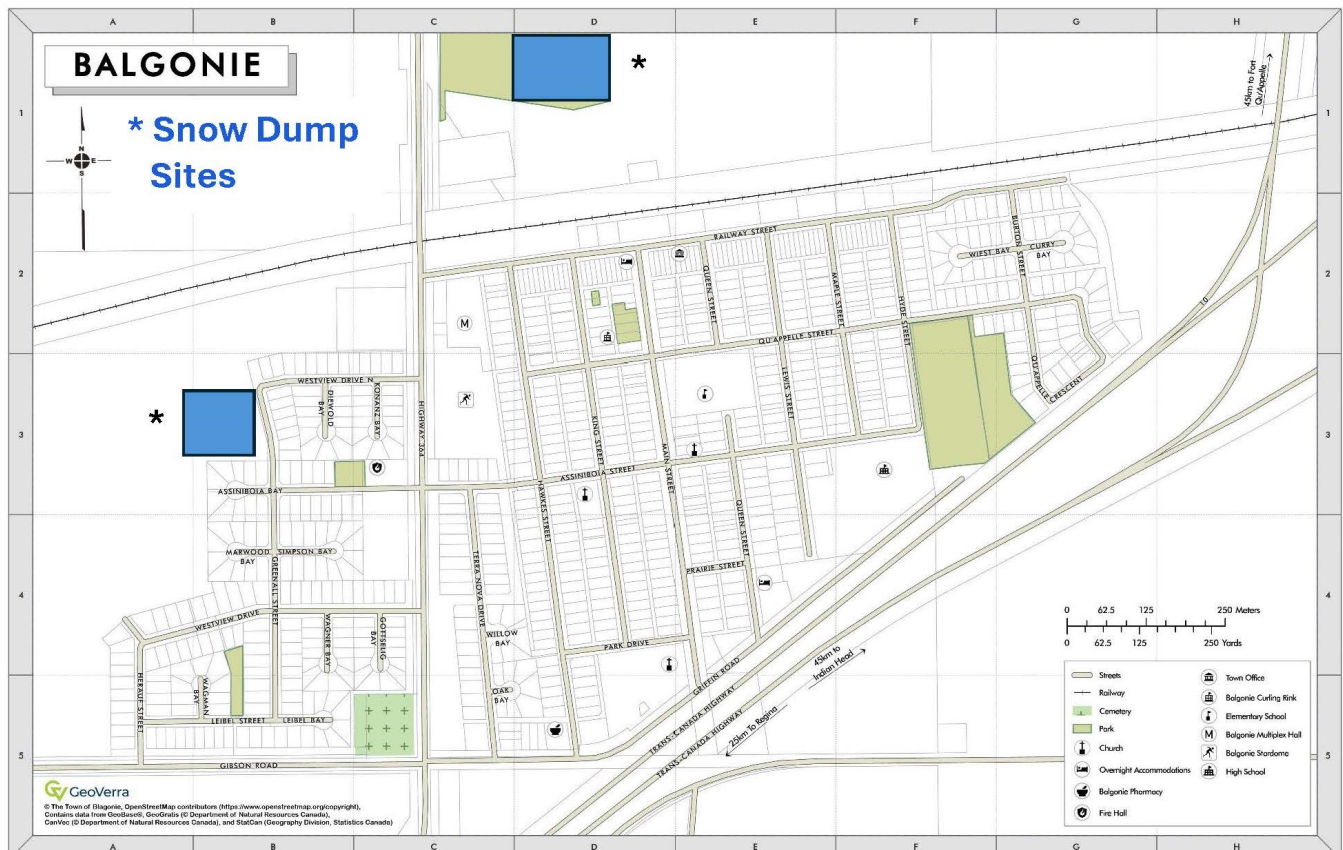 A B C D E F G H
BALGONIE
*
* Snow Dump
Sites
N
W E
S
45km to Fort
Qu'Appelle
1
1
RAILWAY STREET
BURTON STREET
WIEST BAY
CURRY
BAY
2
2
QUEEN STREET
MAPLE STREET
HYDE STREET
10
M
QU'APPELLE STREET
QU'APPELLE
CRESCENT
WESTVIEW DRIVE N
DIEWOLD
BAY
KONANZ BAY
HIGHWAY 364
LEWIS STREET
*
3
3
KING STREET
MAIN STREET
ASSINIBOIA STREET
ASSINIBOIA BAY
HAWKES STREET
QUEEN STREET
MARWOOD
BAY
SIMPSON BAY
GREENALL STREET
TERRA NOVA DRIVE
PRAIRIE STREET
4
4
WESTVIEW DRIVE
WAGNER BAY
GOTTSELIG
BAY
WILLOW
BAY
PARK DRIVE
45km to
Indian Head
GRIFFIN ROAD
HERAUF STREET
WAGMAN
BAY
OAK
BAY
LEIBEL STREET
LEIBEL BAY
TRANS-CANADA HIGHWAY
TRANS-CANADA HIGHWAY
25km To Regina
5
5
GIBSON ROAD
0 62.5 125 250 Meters
0 62.5 125 250 Yards
Streets
Railway
Cemetery
Park
Church
Overnight Accommodations
Balgonie Pharmacy
Fire Hall
Town Office
Balgonie Curling Rink
Elementary School
M Balgonie Multiplex Hall
Balgonie Stardome
High School
GeoVerra
© The Town of Blagonie, OpenStreetMap contributors (https://www.openstreetmap.org/copyright),
Contains data from GeoBase®, GeoGratis (© Department of Natural Resources Canada),
CanVec (© Department of Natural Resources Canada), and StatCan (Geography Division, Statistics Canada)
A B C D E F G H